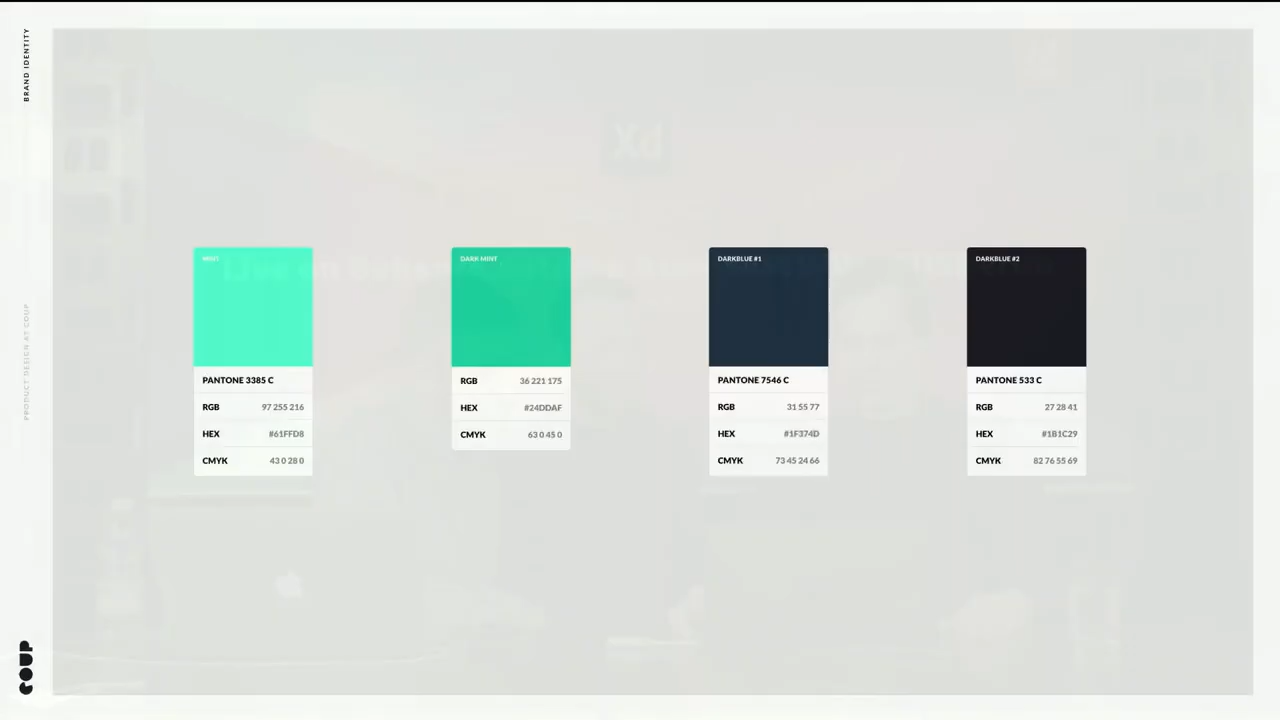 BRAND IDENTITY
PRODUCT DESIGN AT COUP
COUP
Xd
MINT
PANTONE 3385 C
RGB 97 255 216
HEX #61FFD8
CMYK 43 0 28 0
DARK MINT
RGB 36 221 175
HEX #24DDAF
CMYK 63 0 45 0
DARKBLUE #1
PANTONE 7546 C
RGB 31 55 77
HEX #1F374D
CMYK 73 45 24 66
DARKBLUE #2
PANTONE 533 C
RGB 27 28 41
HEX #1B1C29
CMYK 82 76 55 69